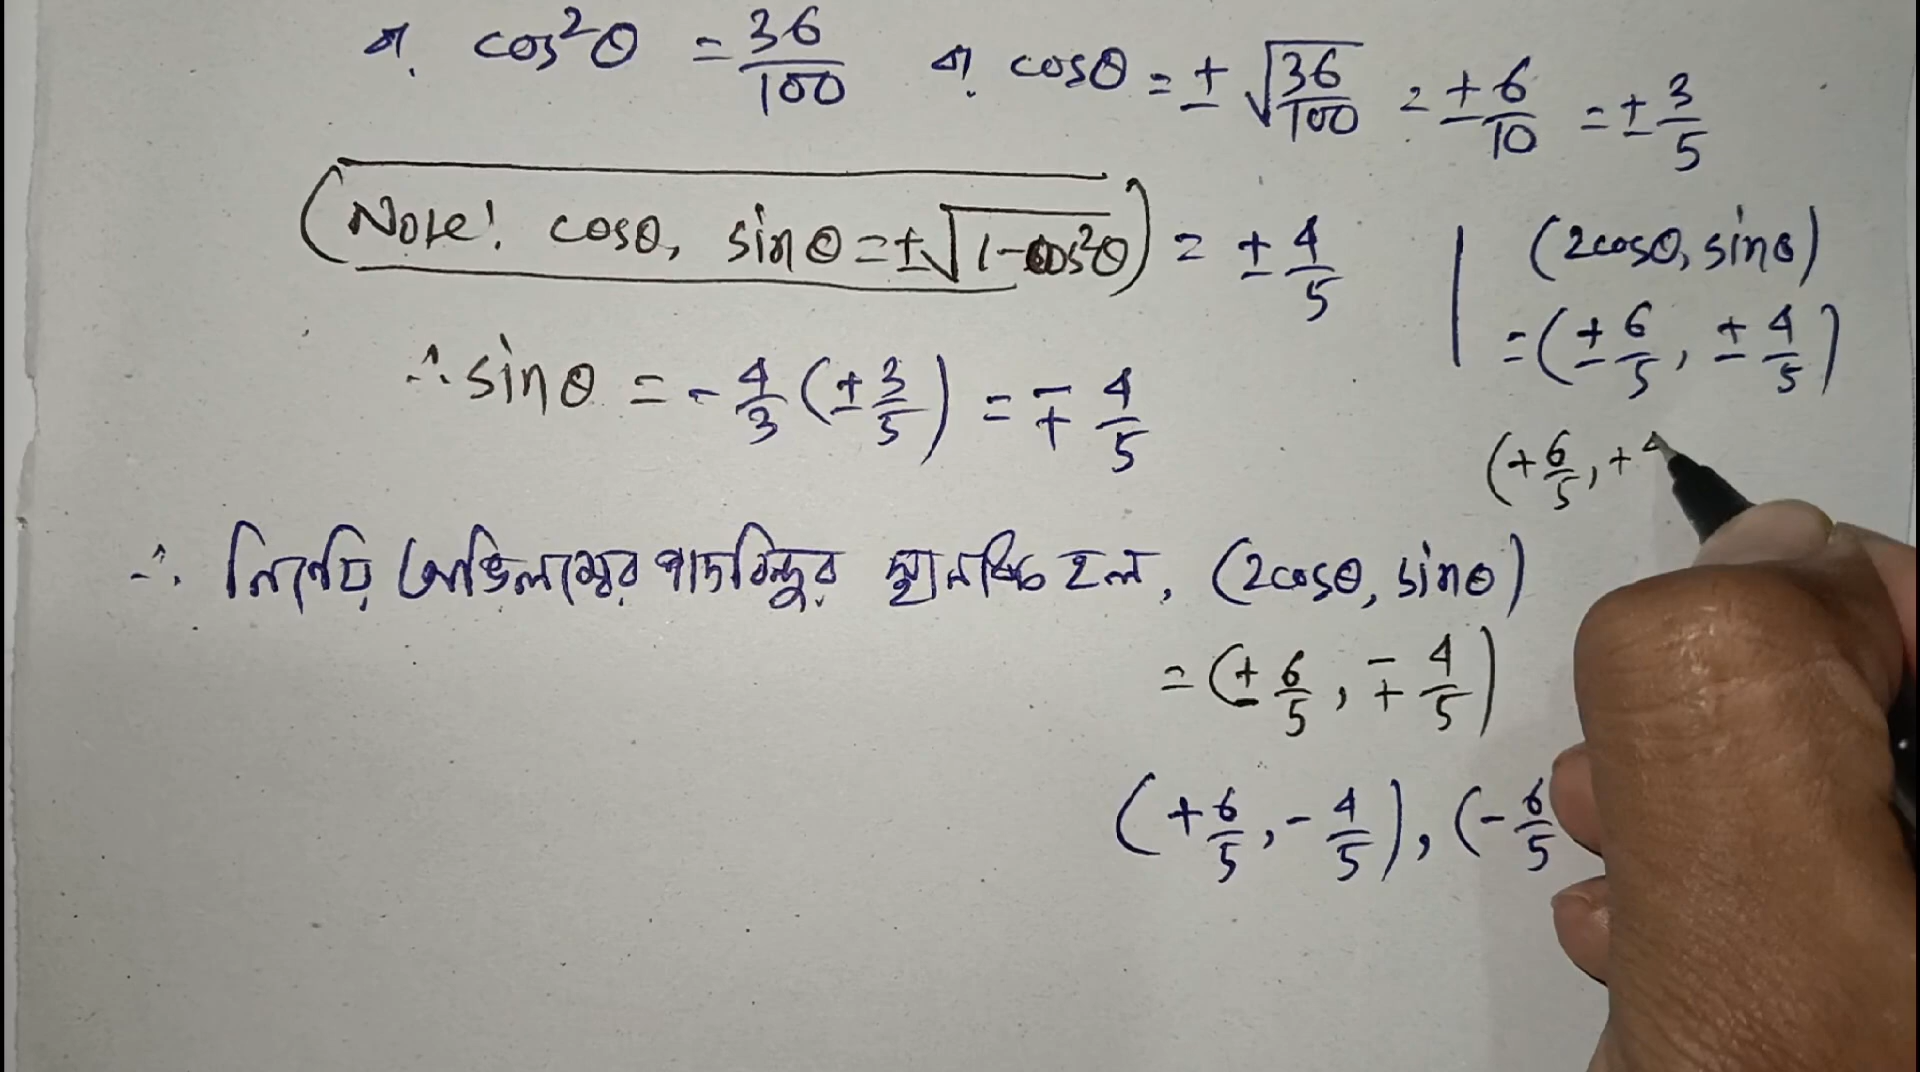 বা. cos²θ = 36/100 বা. cosθ = ± √(36/100) = ± 6/10 = ± 3/5
(Note! cosθ, sinθ = ± √(1-cos²θ)) = ± 4/5
(2cosθ, sinθ)
= (± 6/5, ± 4/5)
∴ sinθ = - 4/3 (± 3/5) = ∓ 4/5
(+ 6/5, + 4
∴ নির্ণেয় অভিলম্বের পাদবিন্দুর স্থানাঙ্ক হল, (2cosθ, sinθ)
= (± 6/5, ∓ 4/5)
(+ 6/5, - 4/5), (- 6/5